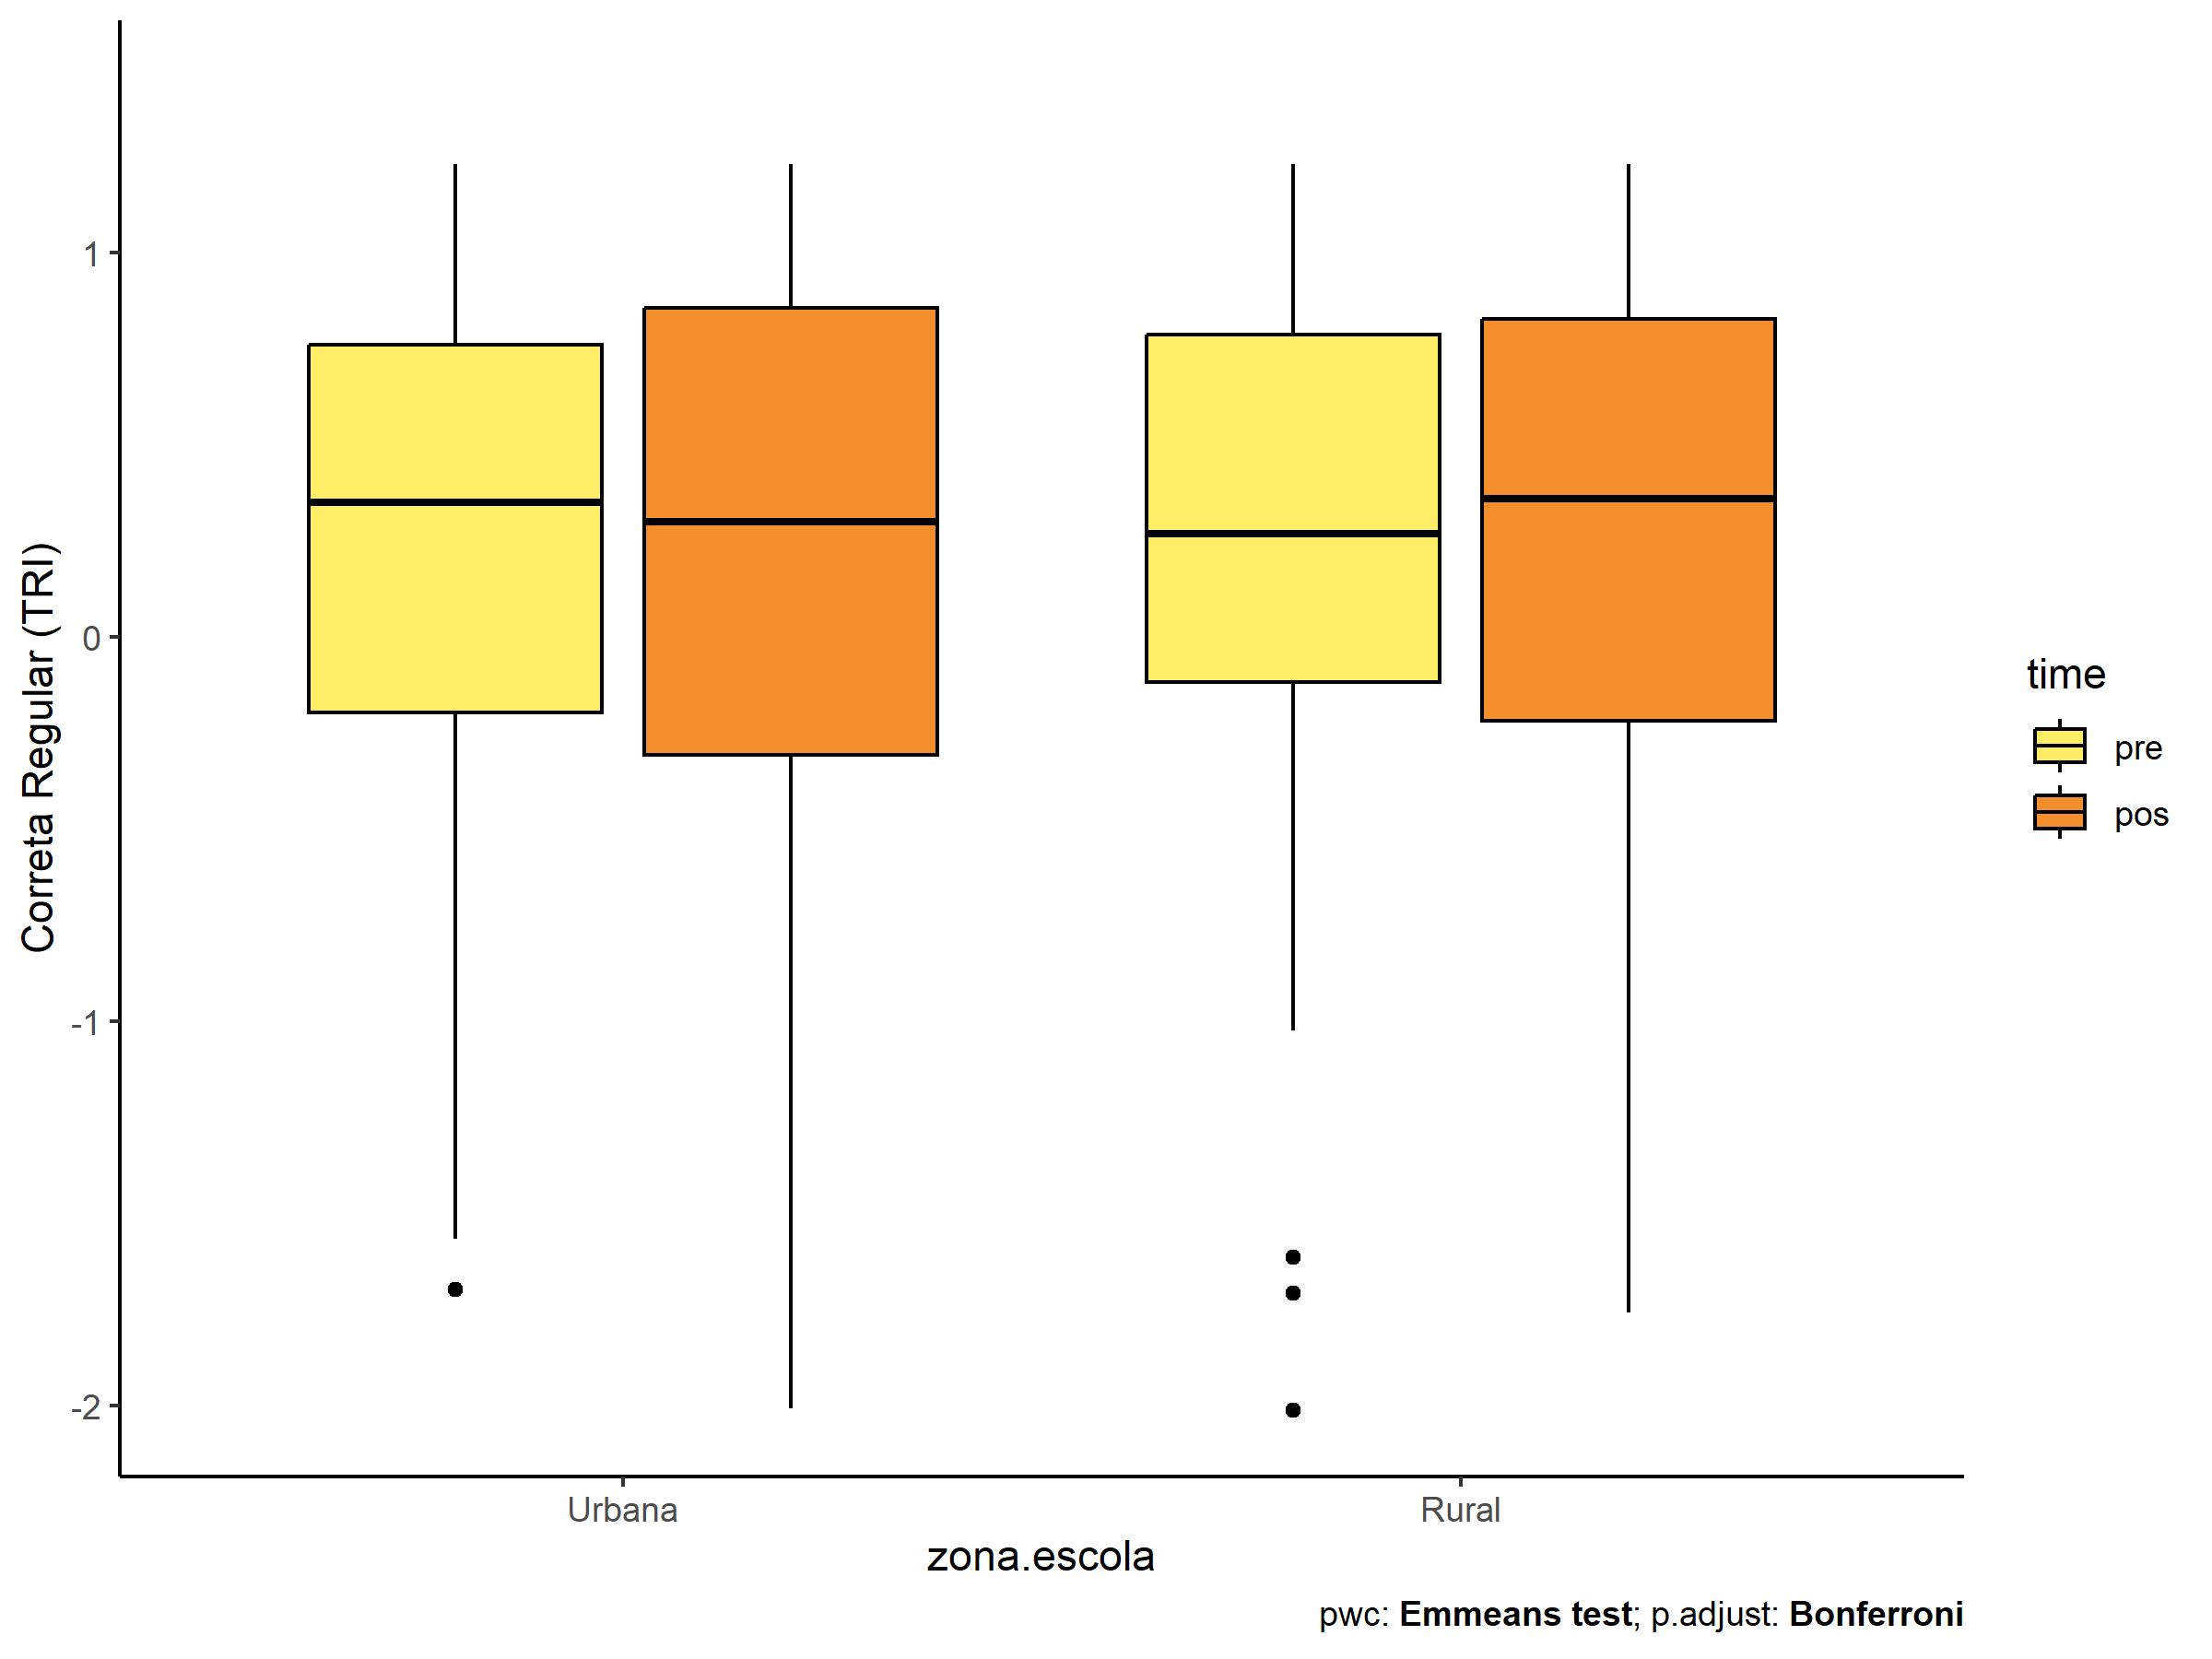 Correta Regular (TRI)
1
0
-1
-2
Urbana
Rural
zona.escola
time
pre
pos
pwc: Emmeans test; p.adjust: Bonferroni